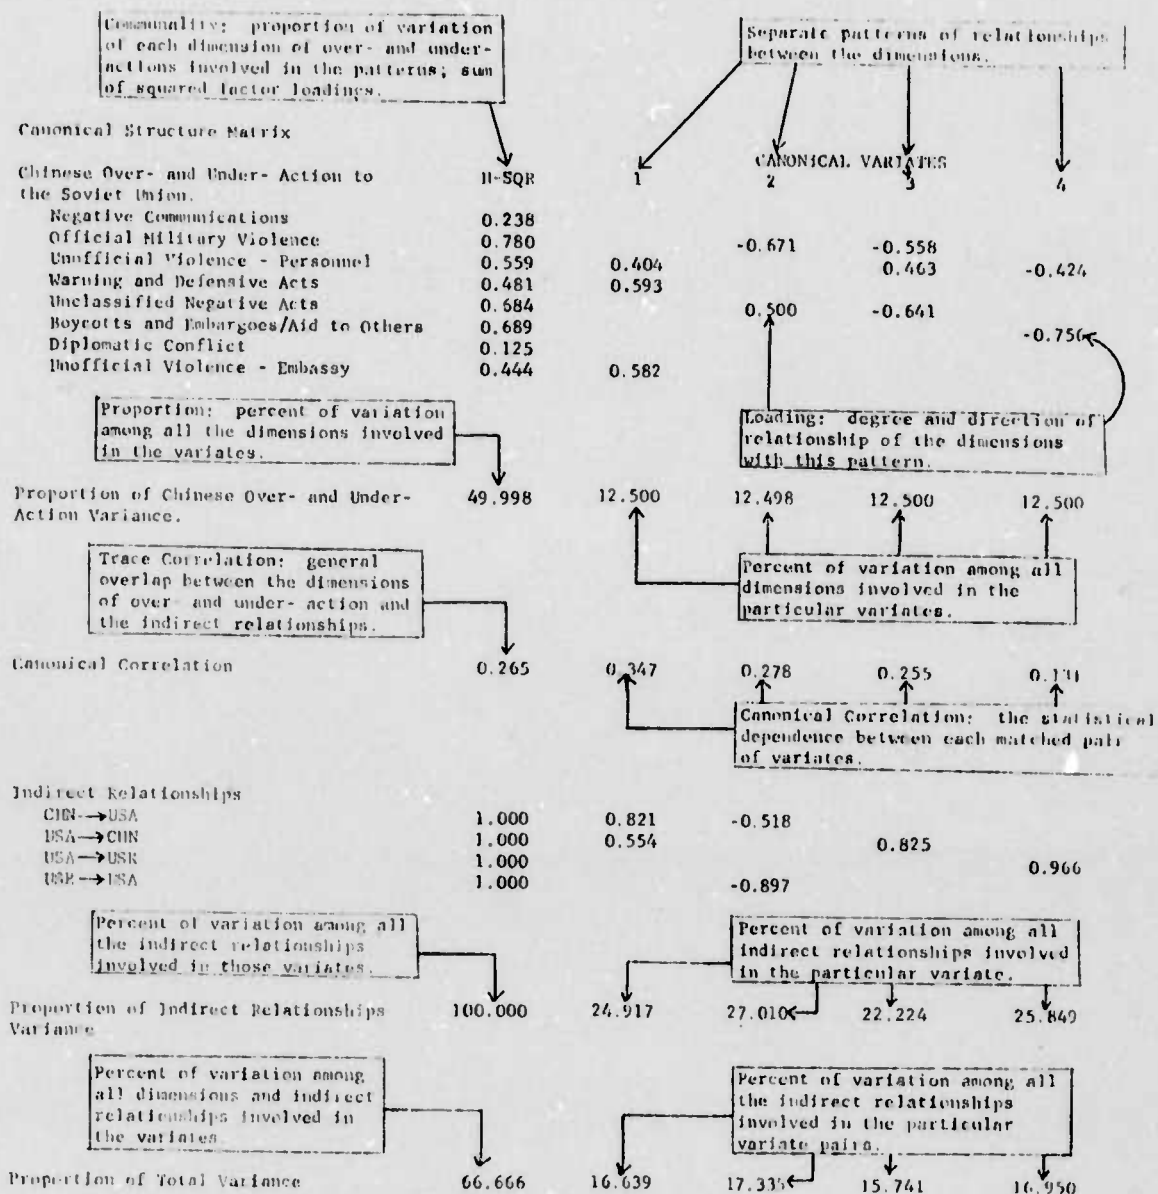 Communality: proportion of variation
of each dimension of over- and under-
actions involved in the patterns; sum
of squared factor loadings.
Separate patterns of relationships
between the dimensions.
Canonical Structure Matrix
CANONICAL VARIATES
Chinese Over- and Under- Action to H-SQR 1 2 3 4
the Soviet Union.
Negative Communications 0.238
Official Military Violence 0.780 -0.671 -0.558
Unofficial Violence - Personnel 0.559 0.404 0.463 -0.424
Warning and Defensive Acts 0.481 0.593
Unclassified Negative Acts 0.684 0.500 -0.641
Boycotts and Embargoes/Aid to Others 0.689 -0.756
Diplomatic Conflict 0.125
Unofficial Violence - Embassy 0.444 0.582
Proportion: percent of variation
among all the dimensions involved
in the variates.
Loading: degree and direction of
relationship of the dimensions
with this pattern.
Proportion of Chinese Over- and Under- 49.998 12.500 12.498 12.500 12.500
Action Variance.
Trace Correlation: general
overlap between the dimensions
of over- and under- action and
the indirect relationships.
Percent of variation among all
dimensions involved in the
particular variates.
Canonical Correlation 0.265 0.347 0.278 0.255
Canonical Correlation: the statistical
dependence between each matched pair
of variates.
Indirect Relationships
CHN→USA 1.000 0.821 -0.518
USA→CHN 1.000 0.554 0.825
USA→USR 1.000 0.966
USR→USA 1.000 -0.897
Percent of variation among all
the indirect relationships
involved in those variates.
Percent of variation among all
indirect relationships involved
in the particular variate.
Proportion of Indirect Relationships 100.000 24.917 27.010 22.224 25.849
Variance
Percent of variation among
all dimensions and indirect
relationships involved in
the variates.
Percent of variation among all
the indirect relationships
involved in the particular
variate pairs.
Proportion of Total Variance 66.666 16.639 17.335 15.741 16.950